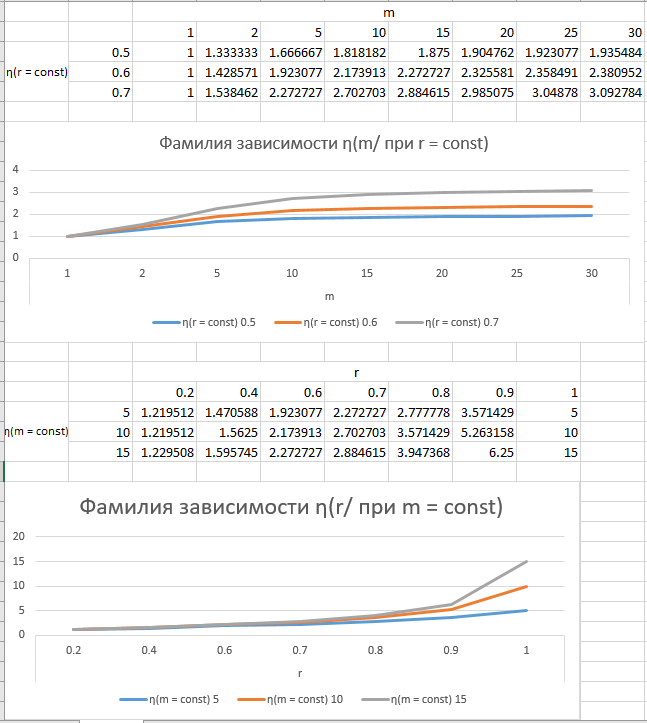 m
1 2 5 10 15 20 25 30
0.5 1 1.333333 1.666667 1.818182 1.875 1.904762 1.923077 1.935484
η(r = const) 0.6 1 1.428571 1.923077 2.173913 2.272727 2.325581 2.358491 2.380952
0.7 1 1.538462 2.272727 2.702703 2.884615 2.985075 3.04878 3.092784
Фамилия зависимости η(m/ при r = const)
4
3
2
1
0
1 2 5 10 15 20 25 30
m
η(r = const) 0.5 η(r = const) 0.6 η(r = const) 0.7
r
0.2 0.4 0.6 0.7 0.8 0.9 1
5 1.219512 1.470588 1.923077 2.272727 2.777778 3.571429 5
η(m = const) 10 1.219512 1.5625 2.173913 2.702703 3.571429 5.263158 10
15 1.229508 1.595745 2.272727 2.884615 3.947368 6.25 15
Фамилия зависимости η(r/ при m = const)
20
15
10
5
0
0.2 0.4 0.6 0.7 0.8 0.9 1
r
η(m = const) 5 η(m = const) 10 η(m = const) 15